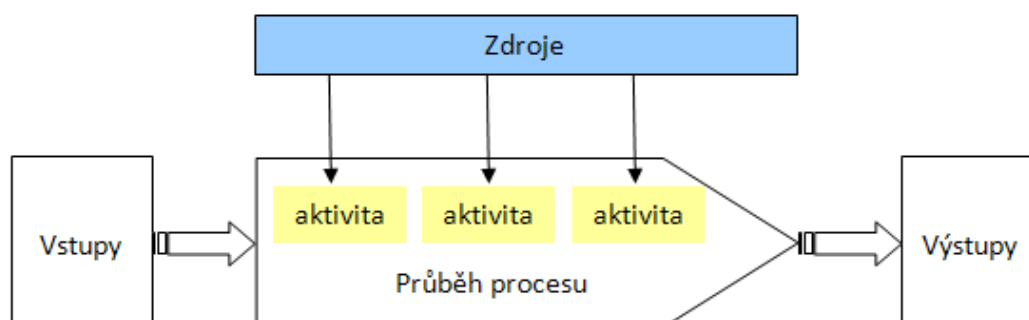 Zdroje
aktivita
aktivita
aktivita
Vstupy
Průběh procesu
Výstupy